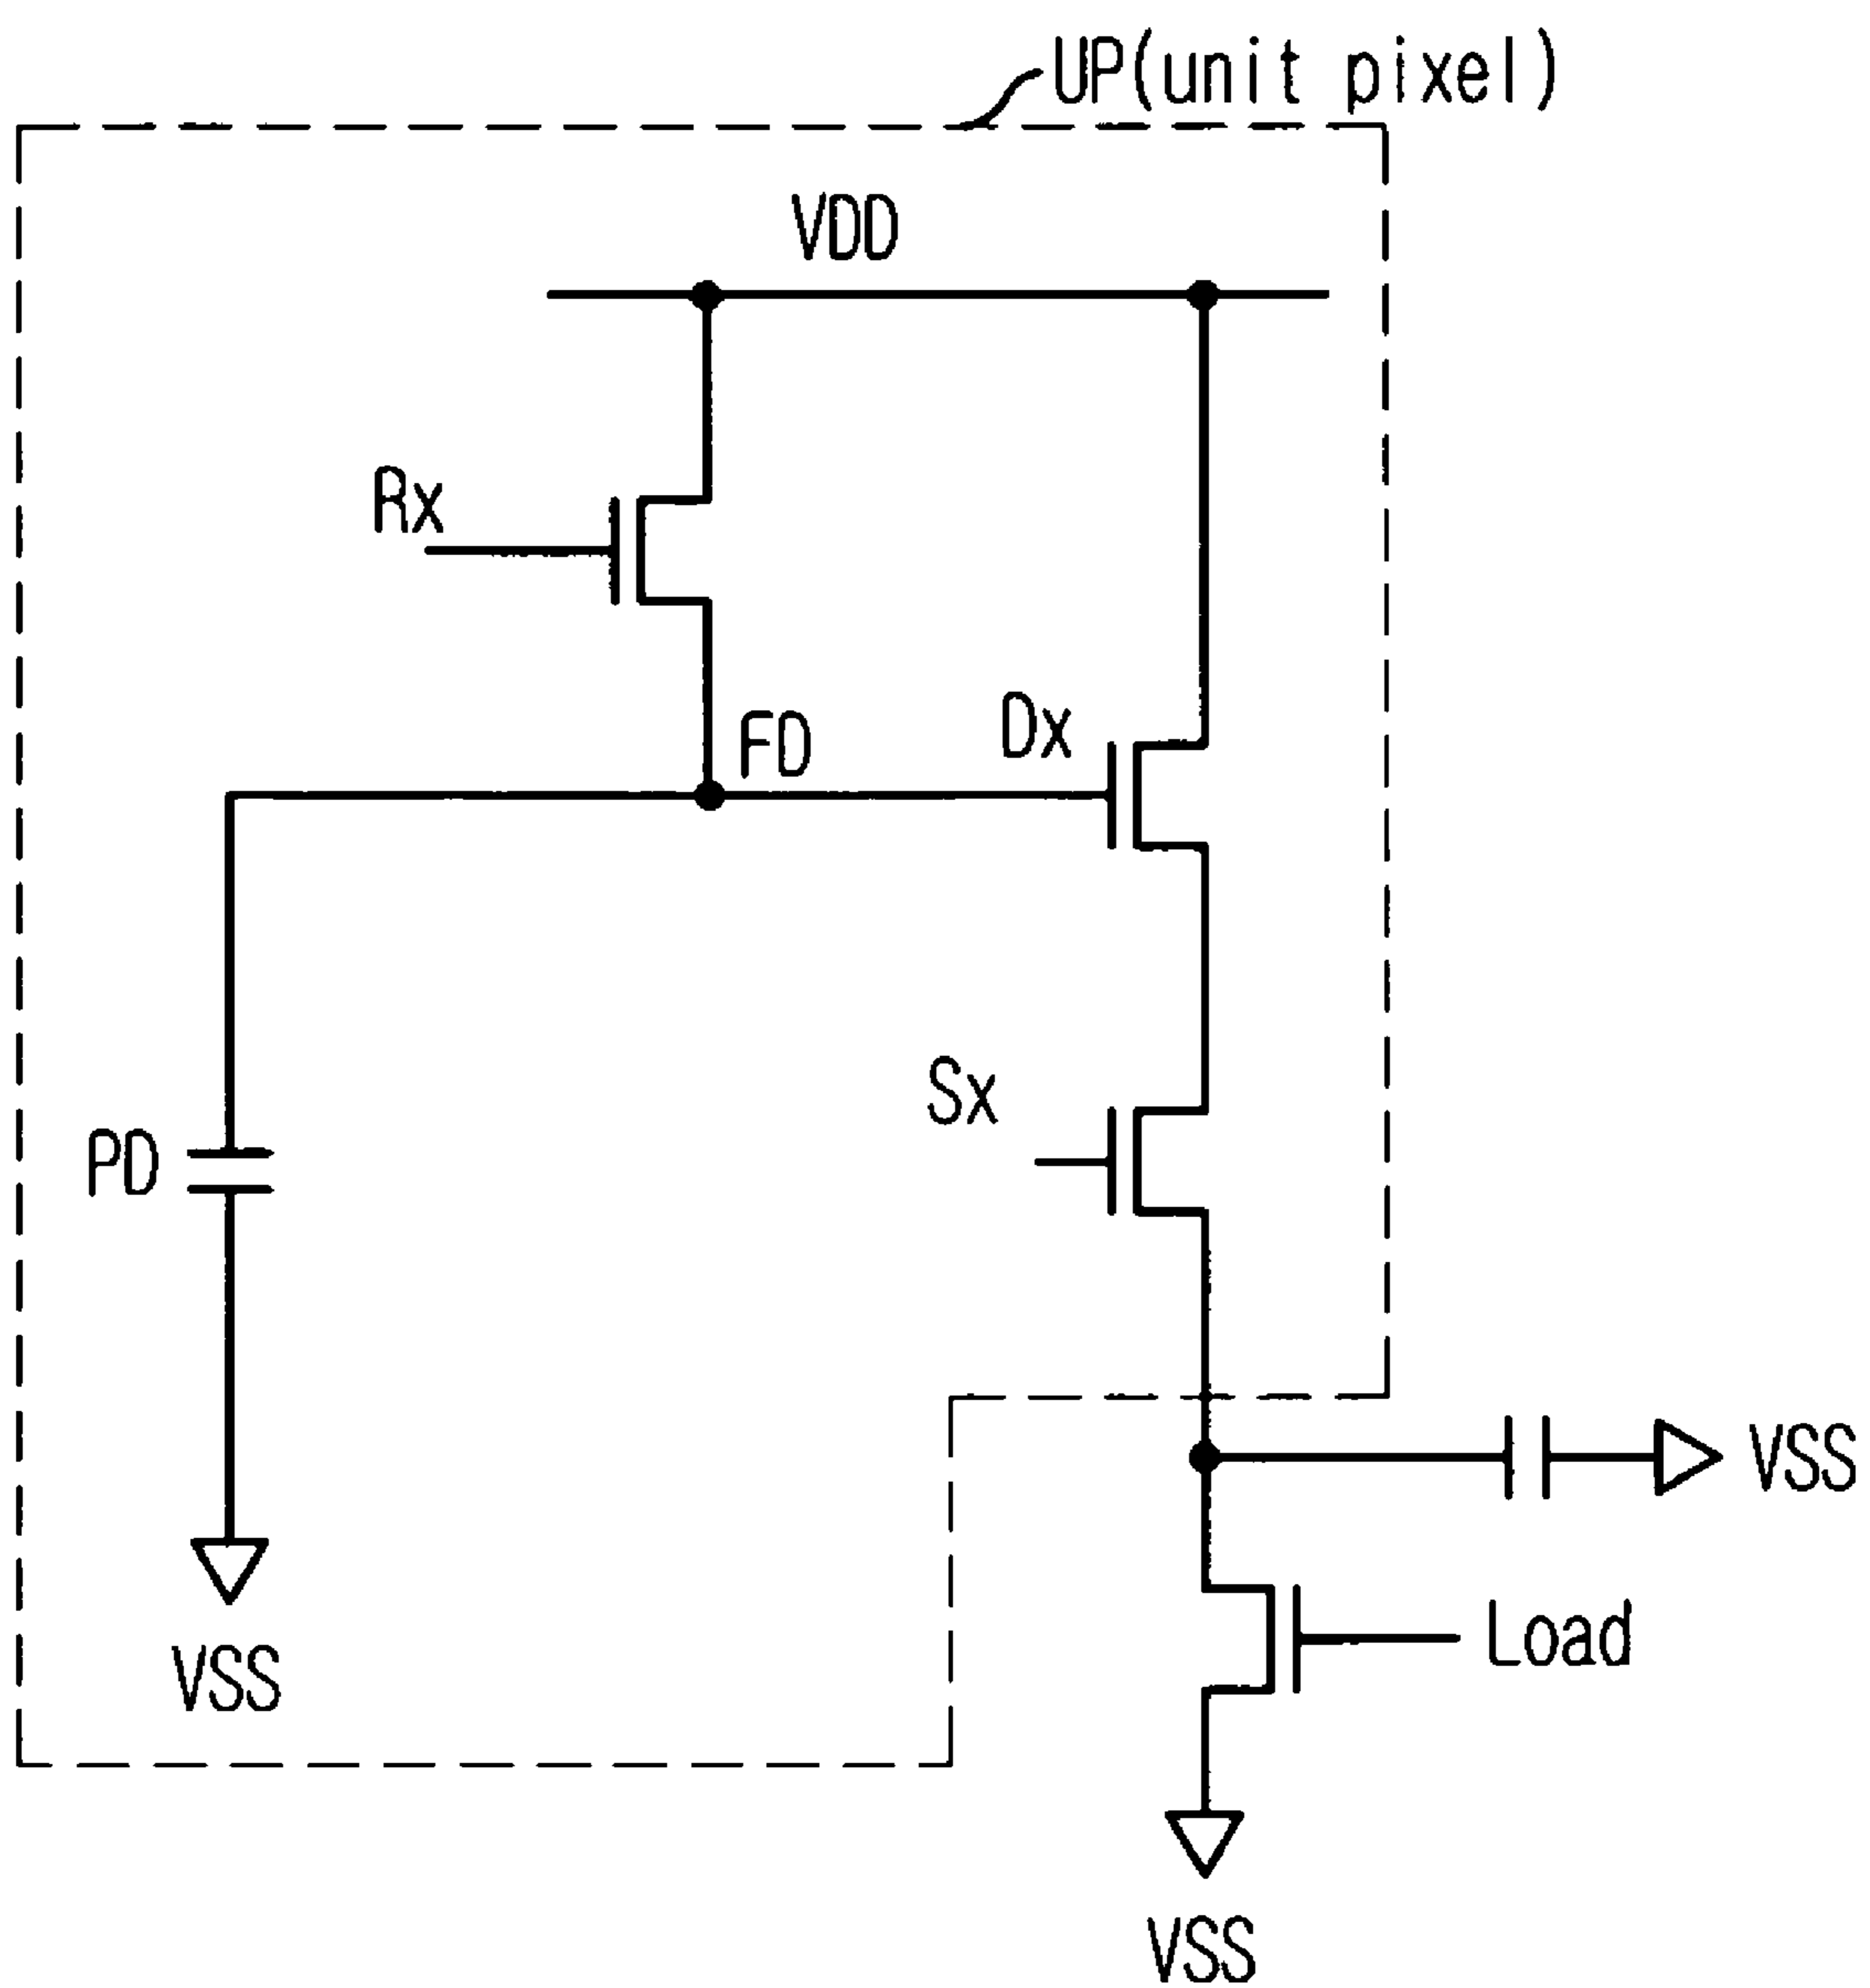 UP(unit pixel)
VDD
Rx
FD
Dx
Sx
PD
VSS
Load
VSS
VSS